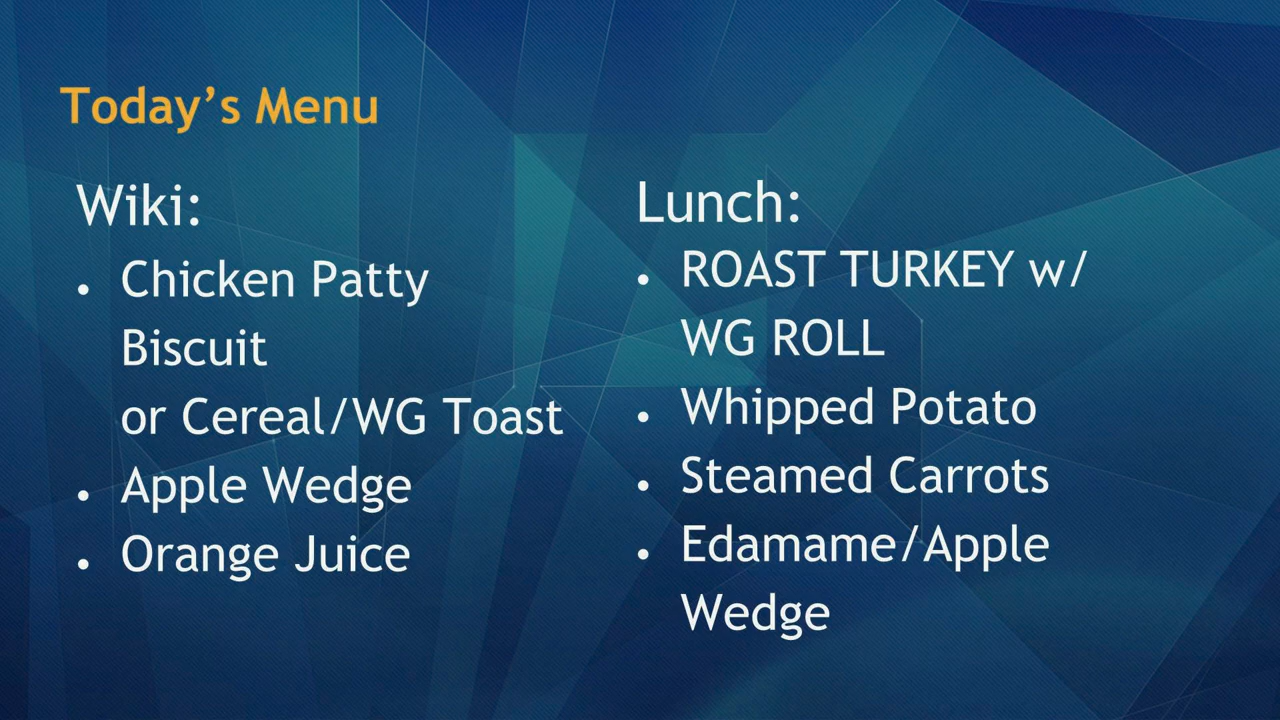 Today’s Menu
Wiki:
• Chicken Patty
Biscuit
or Cereal/WG Toast
• Apple Wedge
• Orange Juice
Lunch:
• ROAST TURKEY w/
WG ROLL
• Whipped Potato
• Steamed Carrots
• Edamame/Apple
Wedge